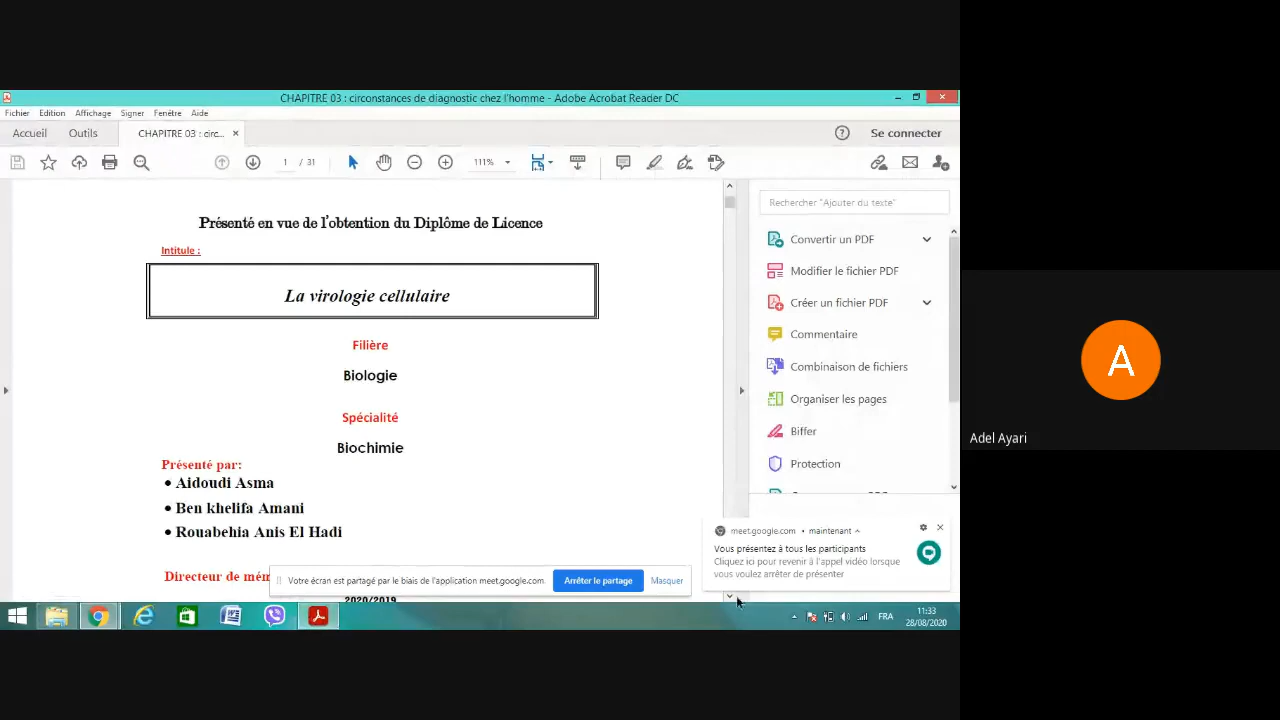 CHAPITRE 03 : circonstances de diagnostic chez l'homme - Adobe Acrobat Reader DC
Fichier Edition Affichage Signer Fenêtre Aide
Accueil Outils CHAPITRE 03 : circ... × Se connecter
1 / 31 111%
Présenté en vue de l'obtention du Diplôme de Licence
Intitule :
La virologie cellulaire
Filière
Biologie
Spécialité
Biochimie
Présenté par:
• Aidoudi Asma
• Ben khelifa Amani
• Rouabehia Anis El Hadi
Directeur de mém
2020/2019
Rechercher "Ajouter du texte"
Convertir un PDF
Modifier le fichier PDF
Créer un fichier PDF
Commentaire
Combinaison de fichiers
Organiser les pages
Biffer
Protection
meet.google.com • maintenant
Vous présentez à tous les participants
Cliquez ici pour revenir à l'appel vidéo lorsque
vous voulez arrêter de présenter
Votre écran est partagé par le biais de l'application meet.google.com.
Arrêter le partage
Masquer
FRA
11:33
28/08/2020
A
Adel Ayari